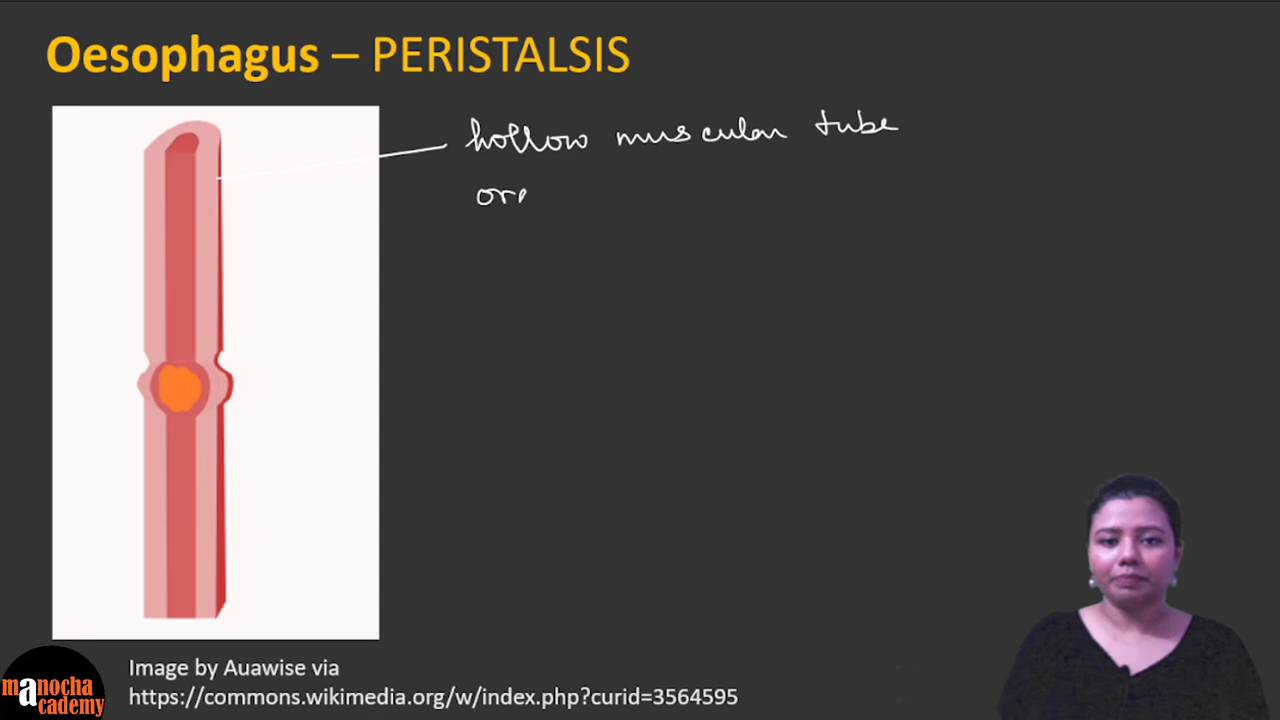 Oesophagus – PERISTALSIS
hollow muscular tube
Image by Auawise via
https://commons.wikimedia.org/w/index.php?curid=3564595
manocha
academy